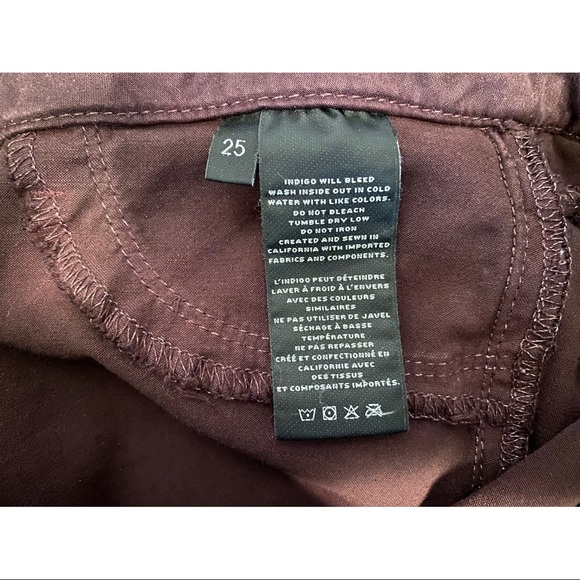 25
INDIGO WILL BLEED
WASH INSIDE OUT IN COLD
WATER WITH LIKE COLORS.
DO NOT BLEACH
TUMBLE DRY LOW
DO NOT IRON
CREATED AND SEWN IN
CALIFORNIA WITH IMPORTED
FABRICS AND COMPONENTS.
L'INDIGO PEUT DÉTEINDRE
LAVER À FROID À L'ENVERS
AVEC DES COULEURS
SIMILAIRES
NE PAS UTILISER DE JAVEL
SÉCHAGE À BASSE
TEMPÉRATURE
NE PAS REPASSER
CRÉÉ ET CONFECTIONNÉ EN
CALIFORNIE AVEC
DES TISSUS
ET COMPOSANTS IMPORTÉS.